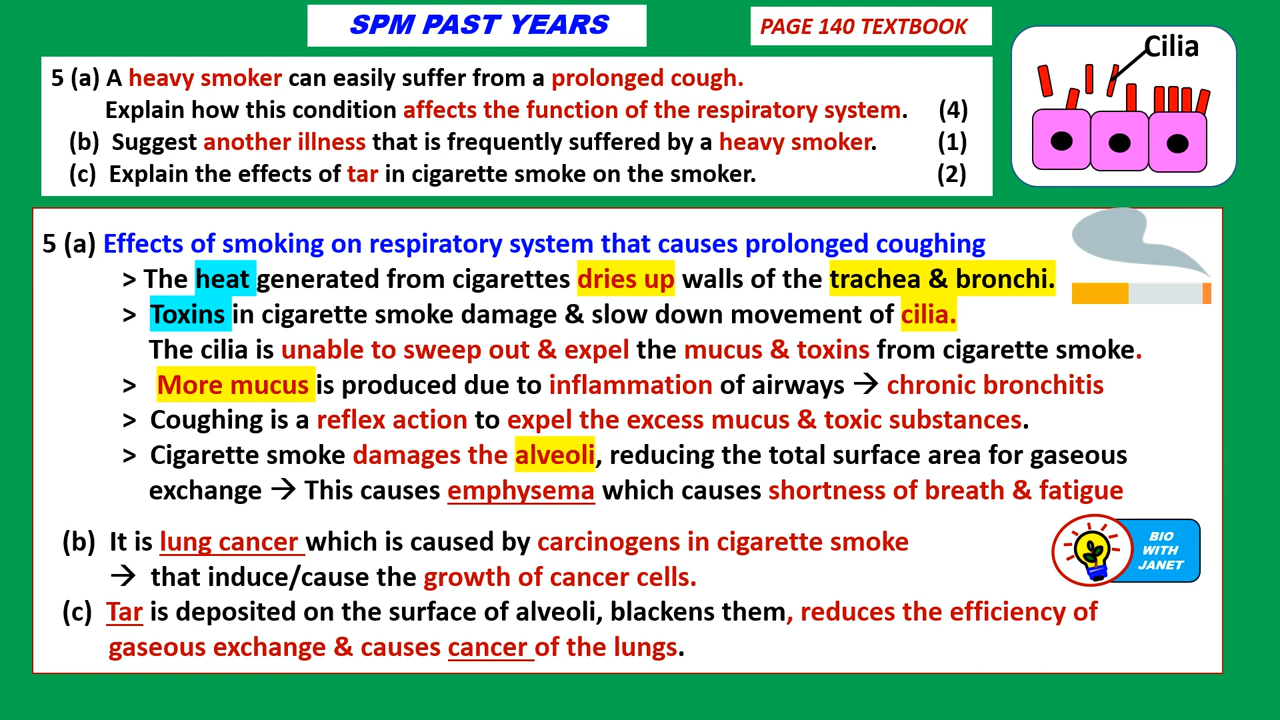 SPM PAST YEARS
PAGE 140 TEXTBOOK
Cilia
5 (a) A heavy smoker can easily suffer from a prolonged cough.
Explain how this condition affects the function of the respiratory system. (4)
(b) Suggest another illness that is frequently suffered by a heavy smoker. (1)
(c) Explain the effects of tar in cigarette smoke on the smoker. (2)
5 (a) Effects of smoking on respiratory system that causes prolonged coughing
> The heat generated from cigarettes dries up walls of the trachea & bronchi.
> Toxins in cigarette smoke damage & slow down movement of cilia.
The cilia is unable to sweep out & expel the mucus & toxins from cigarette smoke.
> More mucus is produced due to inflammation of airways → chronic bronchitis
> Coughing is a reflex action to expel the excess mucus & toxic substances.
> Cigarette smoke damages the alveoli, reducing the total surface area for gaseous
exchange → This causes emphysema which causes shortness of breath & fatigue
(b) It is lung cancer which is caused by carcinogens in cigarette smoke
→ that induce/cause the growth of cancer cells.
(c) Tar is deposited on the surface of alveoli, blackens them, reduces the efficiency of
gaseous exchange & causes cancer of the lungs.
BIO
WITH
JANET